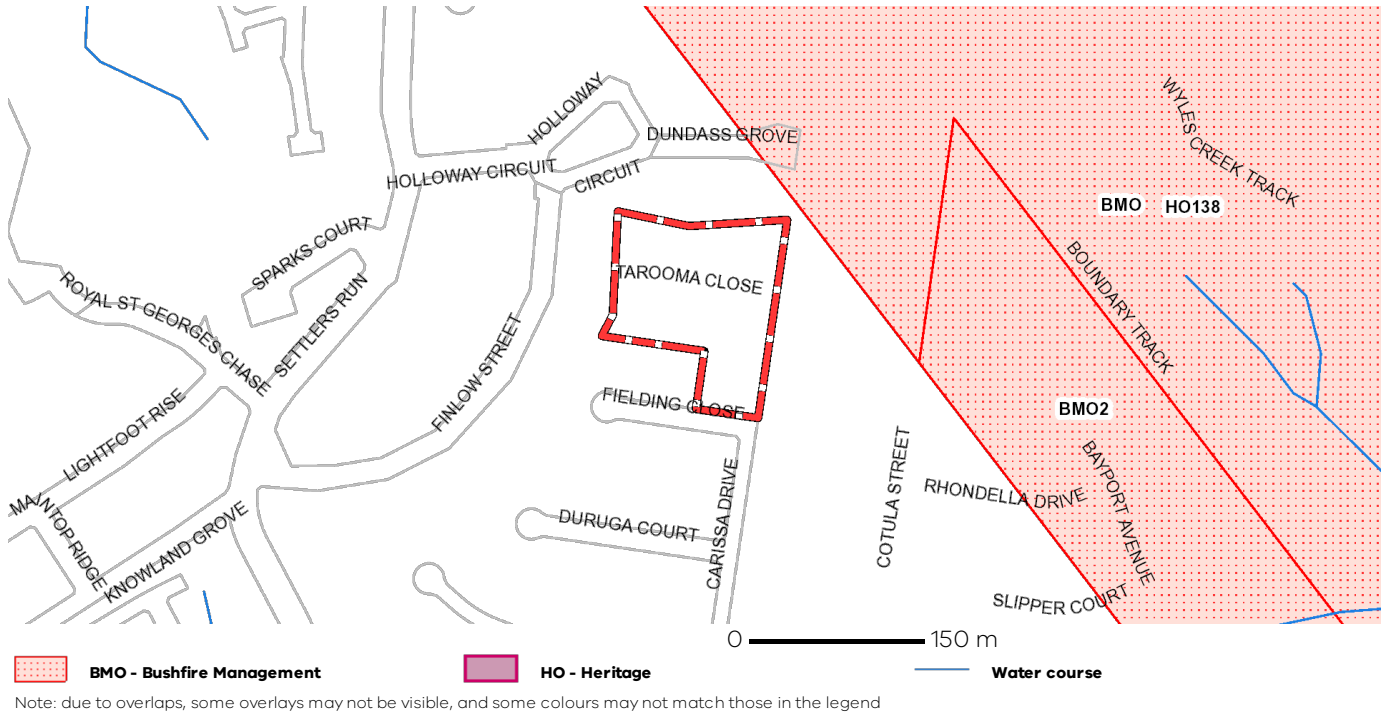 HOLLOWAY
DUNDASS GROVE
WYLES CREEK TRACK
HOLLOWAY CIRCUIT
CIRCUIT
BMO
HO138
SPARKS COURT
TAROOMA CLOSE
BOUNDARY TRACK
ROYAL ST GEORGES CHASE
SETTLERS RUN
FINLOW STREET
LIGHTFOOT RISE
FIELDING CLOSE
BMO2
MAINTOP RIDGE
KNOWLAND GROVE
DURUGA COURT
CARISSA DRIVE
COTULA STREET
RHONDELLA DRIVE
BAYPORT AVENUE
SLIPPER COURT
0 150 m
BMO - Bushfire Management
HO - Heritage
Water course
Note: due to overlaps, some overlays may not be visible, and some colours may not match those in the legend